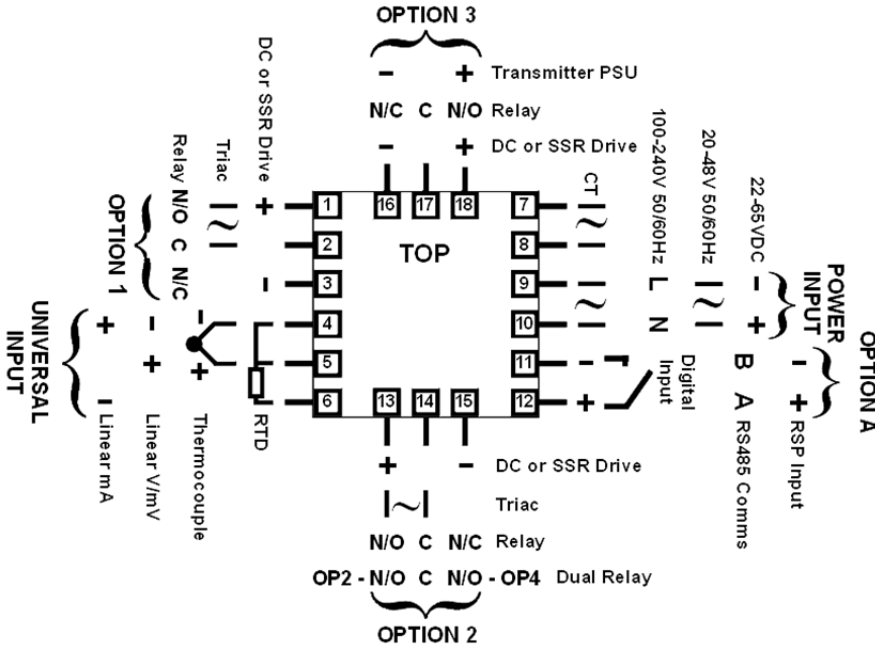 OPTION 3
- + Transmitter PSU
N/C C N/O Relay
- + DC or SSR Drive
DC or SSR Drive
+
-
Triac
~
Relay N/O C N/C
OPTION 1
16 17 18
TOP
1
2
3
4
5
6
7
8
9
10
11
12
13 14 15
CT
~
~
100-240V 50/60Hz
L N
20-48V 50/60Hz
~
22-65VDC
- +
POWER
INPUT
OPTION A
- +
Digital
Input
B A RS485 Comms
- + RSP Input
UNIVERSAL
INPUT
+ - Linear mA
- + Linear V/mV
- + Thermocouple
RTD
+ - DC or SSR Drive
~ Triac
N/O C N/C Relay
OP2 - N/O C N/O - OP4 Dual Relay
OPTION 2